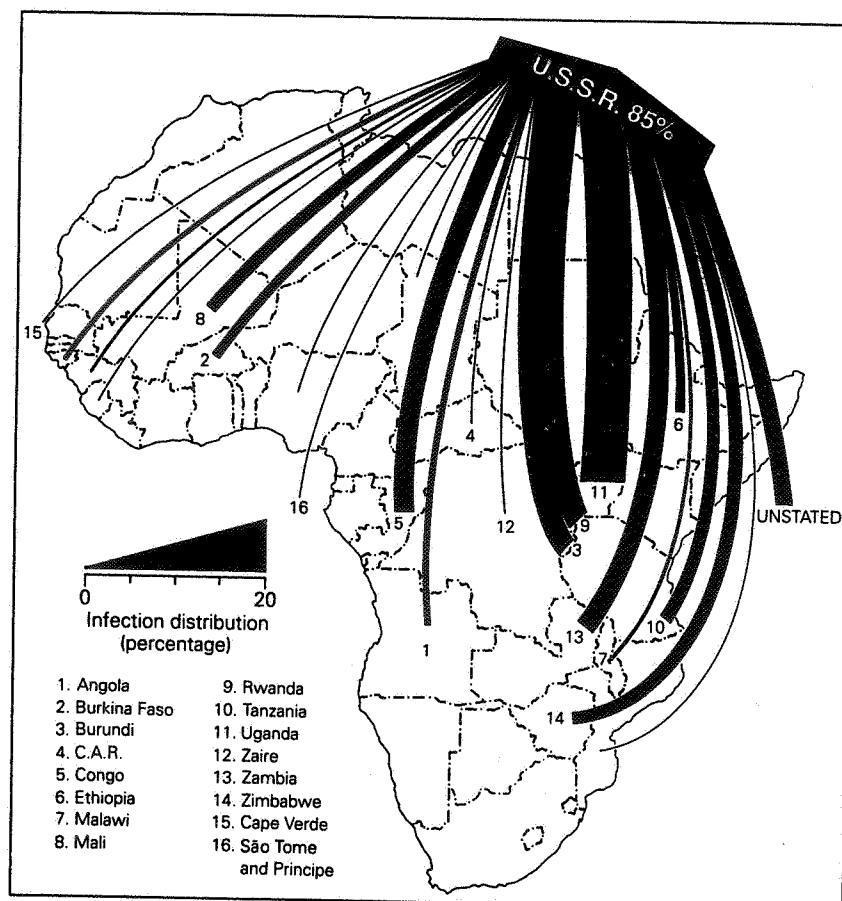 U.S.S.R. 85%
15
8
2
4
6
16
5
12
11
9
3
UNSTATED
0
20
Infection distribution
(percentage)
1
13
7
10
14
1. Angola
2. Burkina Faso
3. Burundi
4. C.A.R.
5. Congo
6. Ethiopia
7. Malawi
8. Mali
9. Rwanda
10. Tanzania
11. Uganda
12. Zaire
13. Zambia
14. Zimbabwe
15. Cape Verde
16. São Tome
and Principe